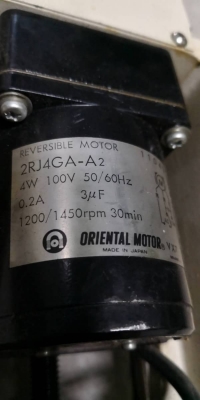 REVERSIBLE MOTOR
2RJ4GA-A2
4W 100V 50/60Hz
0.2A 3μF
1200/1450rpm 30min
ORIENTAL MOTOR
MADE IN JAPAN